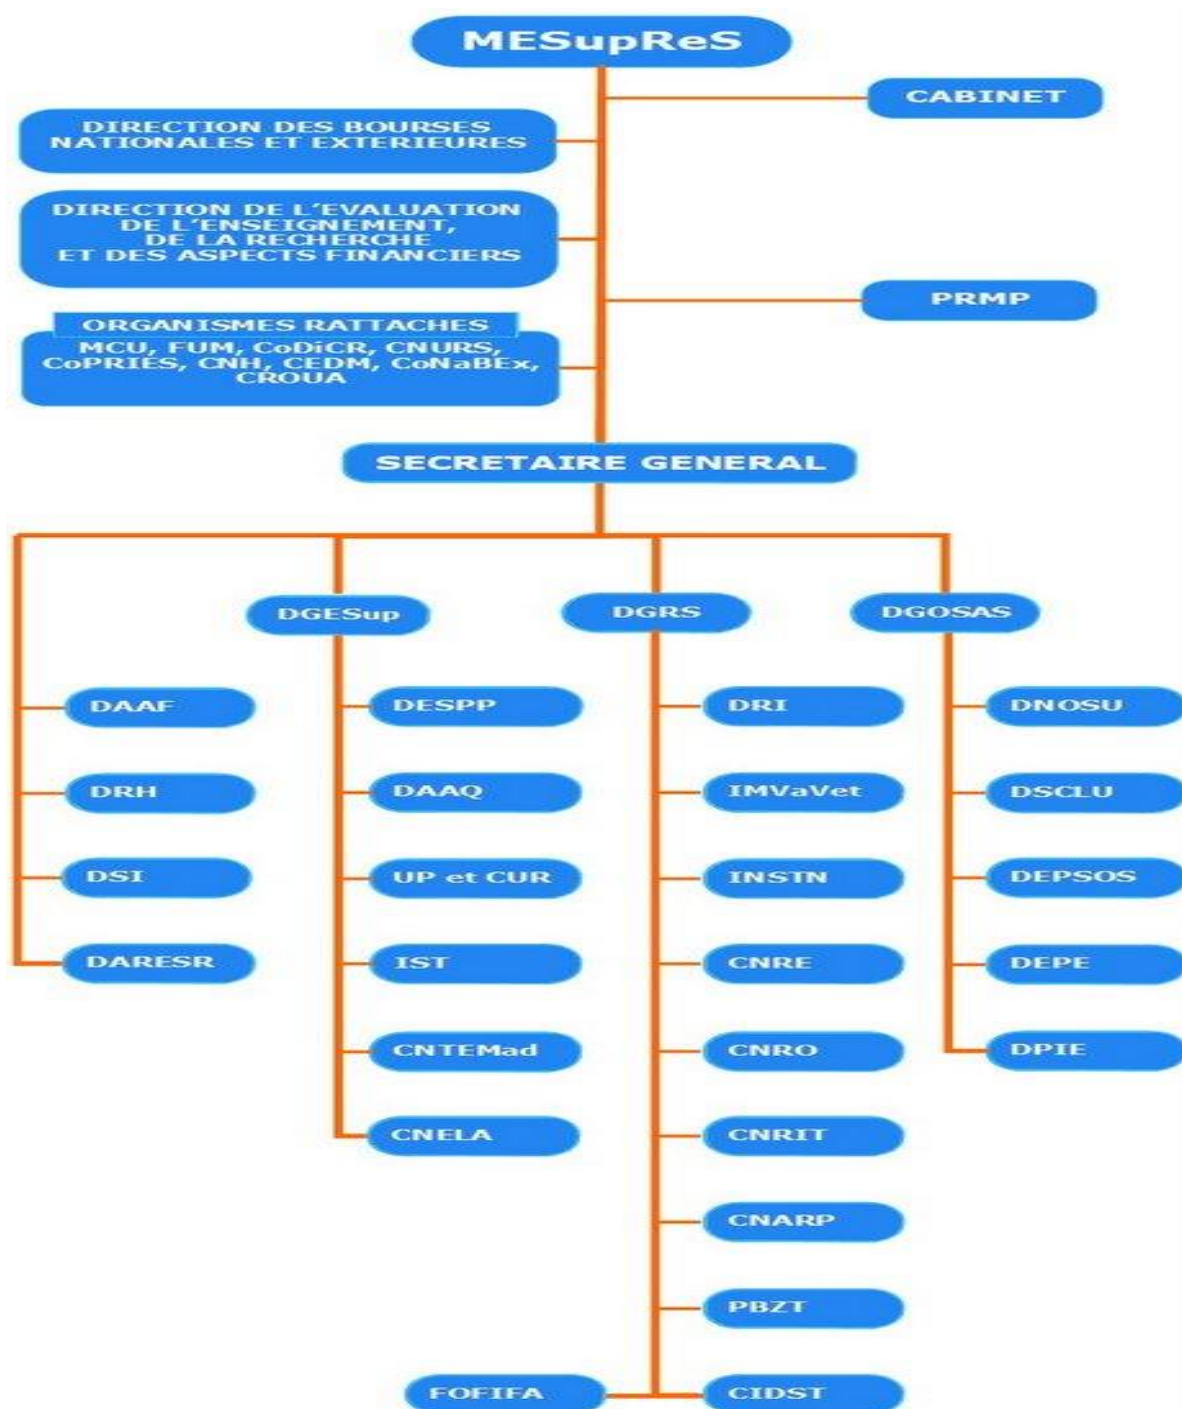 MESupReS
CABINET
DIRECTION DES BOURSES
NATIONALES ET EXTERIEURES
DIRECTION DE L'EVALUATION
DE L'ENSEIGNEMENT,
DE LA RECHERCHE
ET DES ASPECTS FINANCIERS
PRMP
ORGANISMES RATTACHES
MCU, FUM, CoDiCR, CNURS,
CoPRIES, CNH, CEDM, CoNaBEx,
CROUA
SECRETAIRE GENERAL
DGESup
DGRS
DGOSAS
DAAF
DRH
DSI
DARESR
DESPP
DAAQ
UP et CUR
IST
CNTEMad
CNELA
DRI
IMVaVet
INSTN
CNRE
CNRO
CNRIT
CNARP
PBZT
FOFIFA
CIDST
DNOSU
DSCLU
DEPSOS
DEPE
DPIE